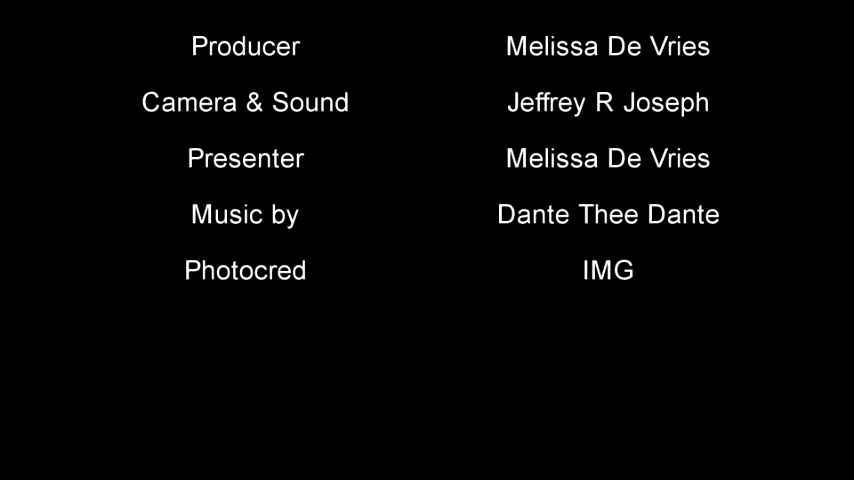 Producer Melissa De Vries
Camera & Sound Jeffrey R Joseph
Presenter Melissa De Vries
Music by Dante Thee Dante
Photocred IMG